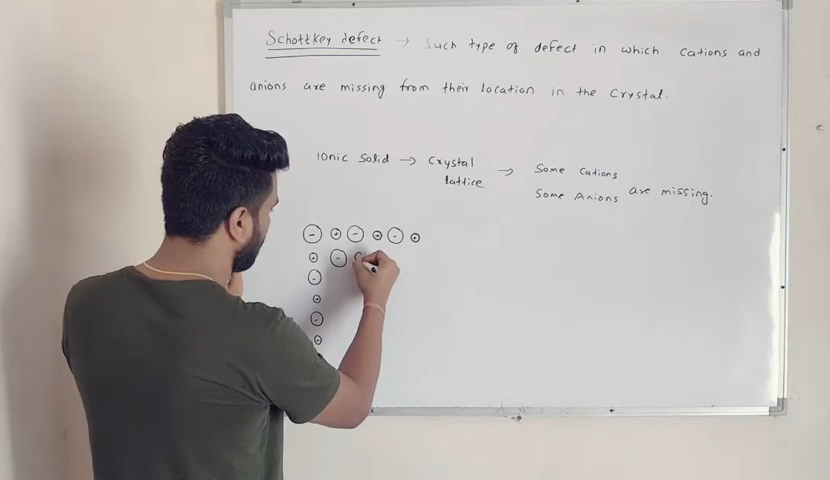 Schottkey defect → Such type of defect in which Cations and
anions are missing from their location in the Crystal.
Ionic Solid → Crystal lattice → Some Cations
Some Anions are missing.
- + - + - +
+ -
-
+
-
+